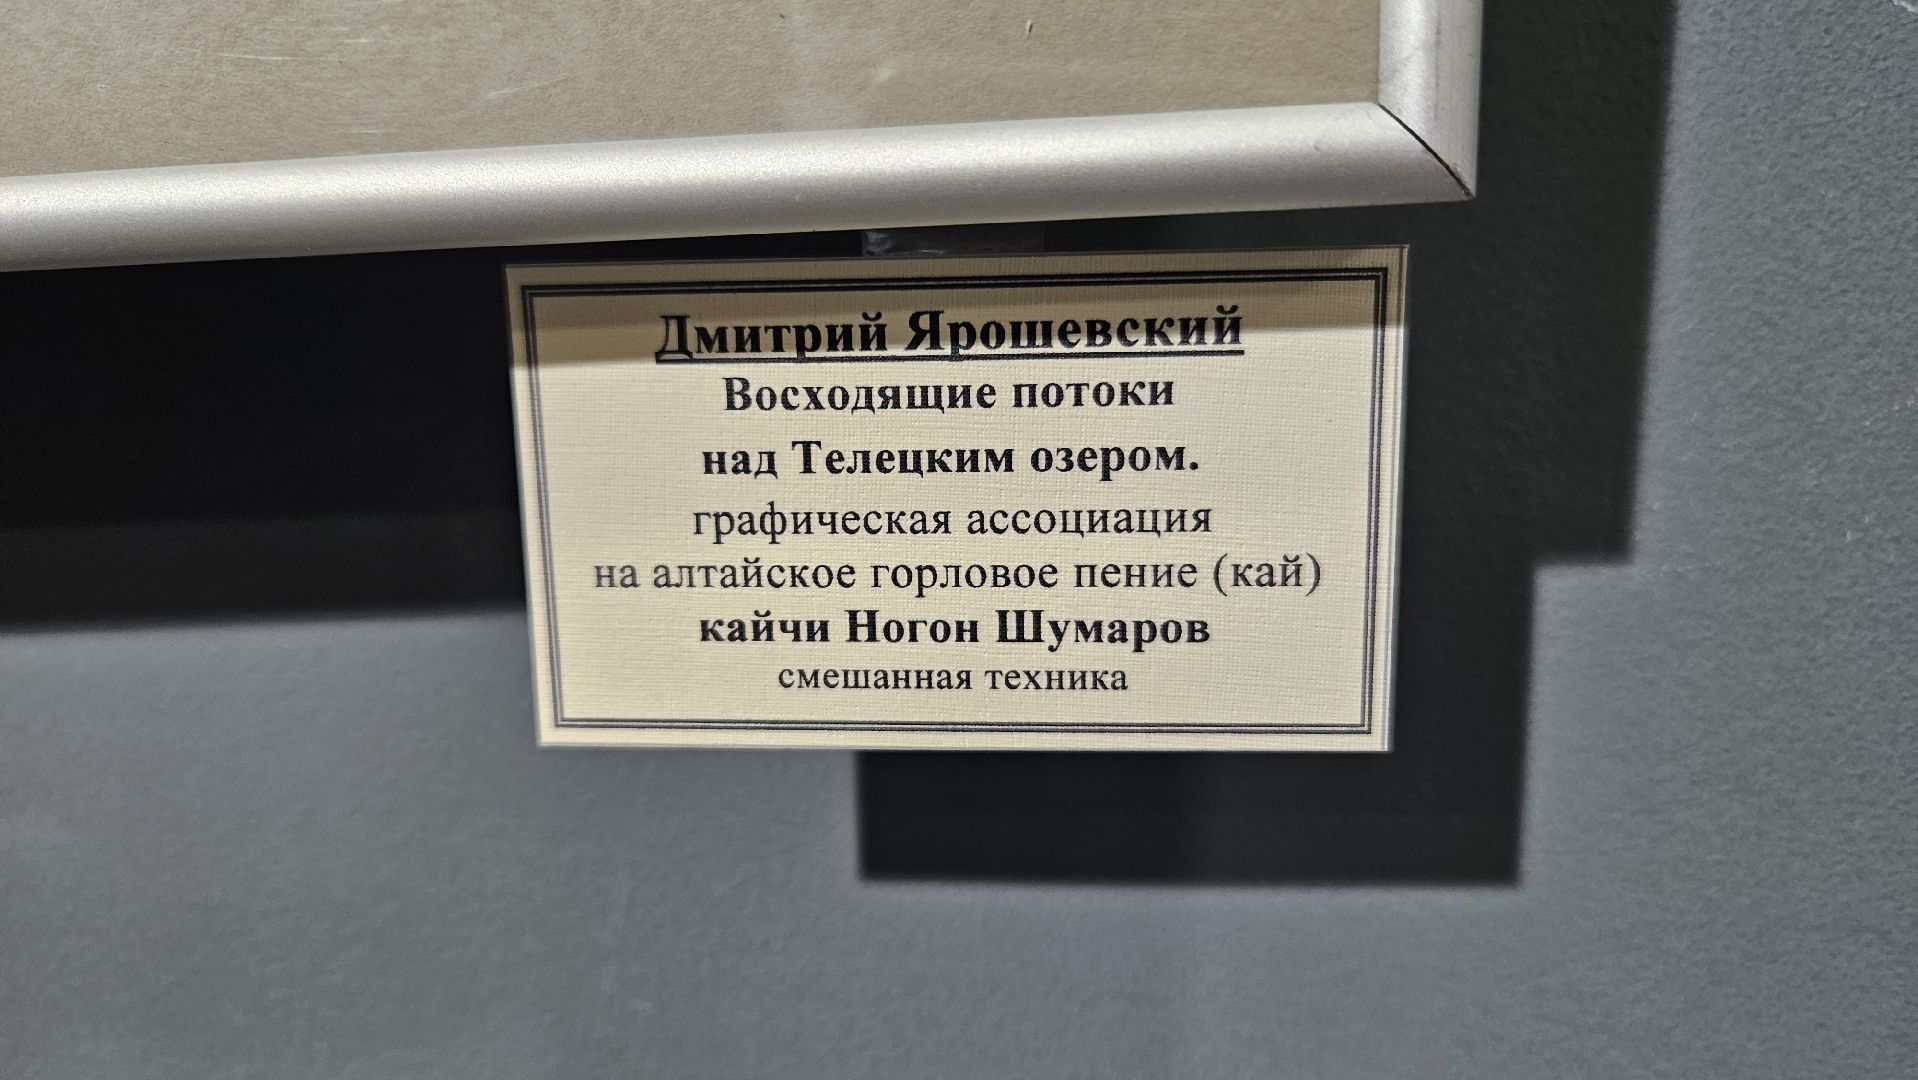 Дмитрий Ярошевский
Восходящие потоки
над Телецким озером.
графическая ассоциация
на алтайское горловое пение (кай)
кайчи Ногон Шумаров
смешанная техника